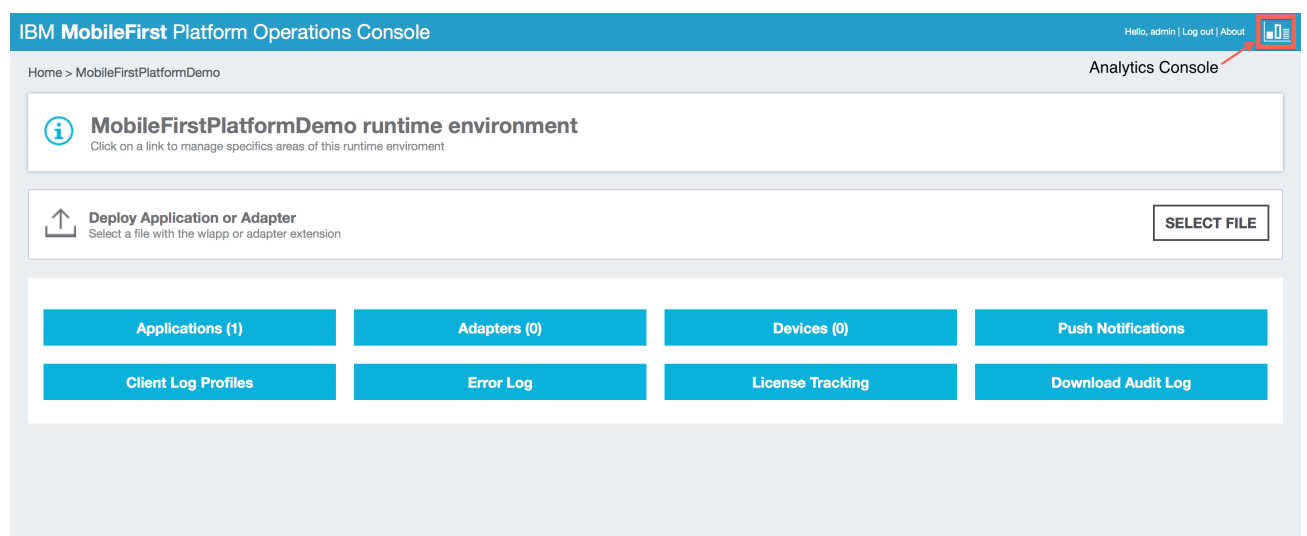 IBM MobileFirst Platform Operations Console
Hello, admin | Log out | About
Home > MobileFirstPlatformDemo
Analytics Console
MobileFirstPlatformDemo runtime environment
Click on a link to manage specifics areas of this runtime enviroment
Deploy Application or Adapter
Select a file with the wlapp or adapter extension
SELECT FILE
Applications (1)
Adapters (0)
Devices (0)
Push Notifications
Client Log Profiles
Error Log
License Tracking
Download Audit Log